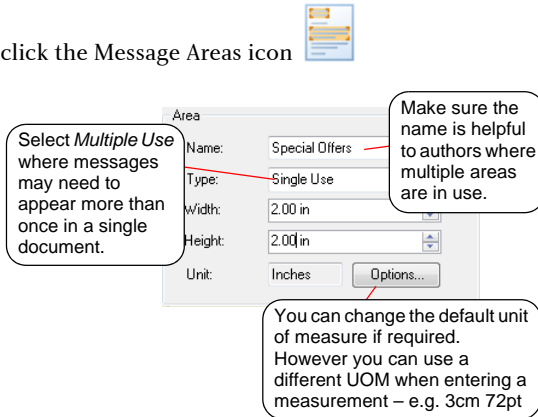 click the Message Areas icon
Area
Make sure the
name is helpful
to authors where
multiple areas
are in use.
Select Multiple Use
where messages
may need to
appear more than
once in a single
document.
Name:
Special Offers
Type:
Single Use
Width:
2.00 in
Height:
2.00 in
Unit:
Inches
Options...
You can change the default unit
of measure if required.
However you can use a
different UOM when entering a
measurement – e.g. 3cm 72pt